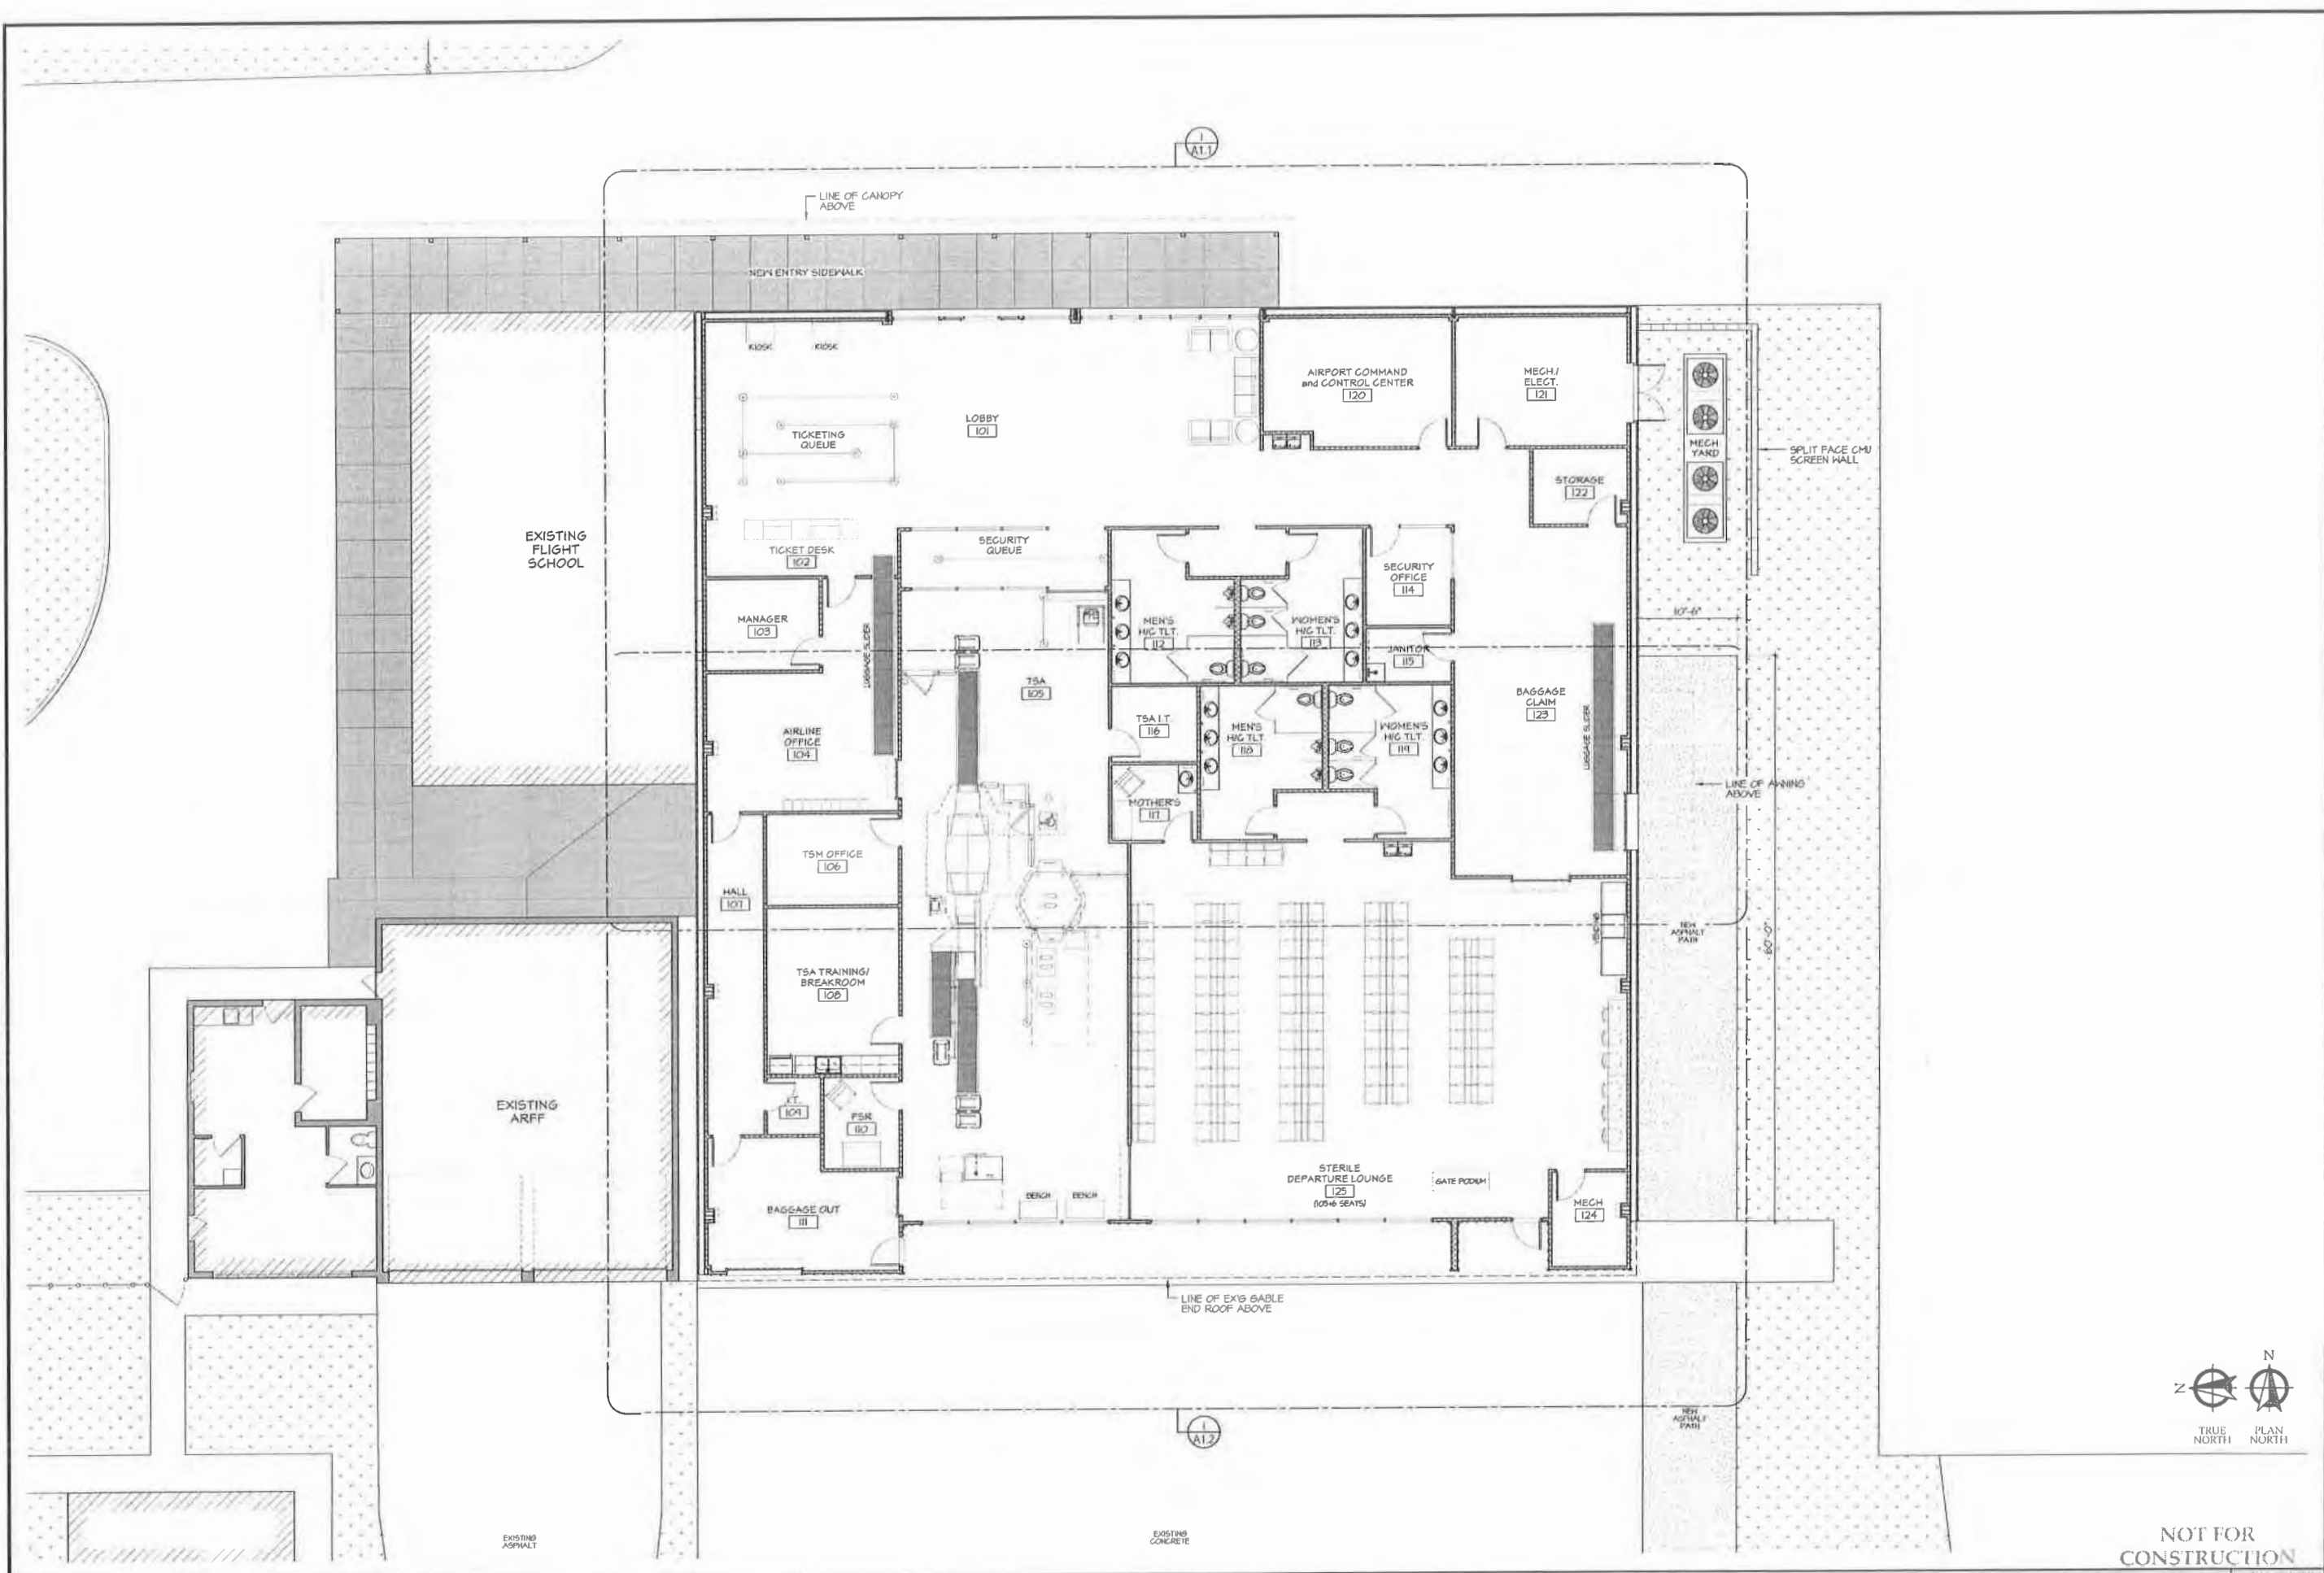 1
A1.1
LINE OF CANOPY
ABOVE
NEW ENTRY SIDEWALK
KIOSK
KIOSK
LOBBY
101
TICKETING
QUEUE
AIRPORT COMMAND
and CONTROL CENTER
120
MECH./
ELECT.
121
MECH
YARD
SPLIT FACE CMU
SCREEN WALL
STORAGE
122
EXISTING
FLIGHT
SCHOOL
TICKET DESK
102
SECURITY
QUEUE
SECURITY
OFFICE
114
10'-6"
MANAGER
103
LUGGAGE SLIDER
MEN'S
H/C TLT.
112
WOMEN'S
H/C TLT.
113
JANITOR
115
TSA
105
BAGGAGE
CLAIM
123
LUGGAGE SLIDER
AIRLINE
OFFICE
104
TSA I.T.
116
MEN'S
H/C TLT.
118
WOMEN'S
H/C TLT.
119
LINE OF AWNING
ABOVE
MOTHER'S
117
TSM OFFICE
106
HALL
107
VENDING
NEW
ASPHALT
PATH
60'-0"
TSA TRAINING/
BREAKROOM
108
EXISTING
ARFF
I.T.
109
PSR
110
STERILE
DEPARTURE LOUNGE
125
(105+6 SEATS)
GATE PODIUM
BENCH
BENCH
BAGGAGE OUT
111
MECH
124
LINE OF EX'G GABLE
END ROOF ABOVE
1
A1.2
NEW
ASPHALT
PATH
N
N
TRUE
NORTH
PLAN
NORTH
EXISTING
ASPHALT
EXISTING
CONCRETE
NOT FOR
CONSTRUCTION